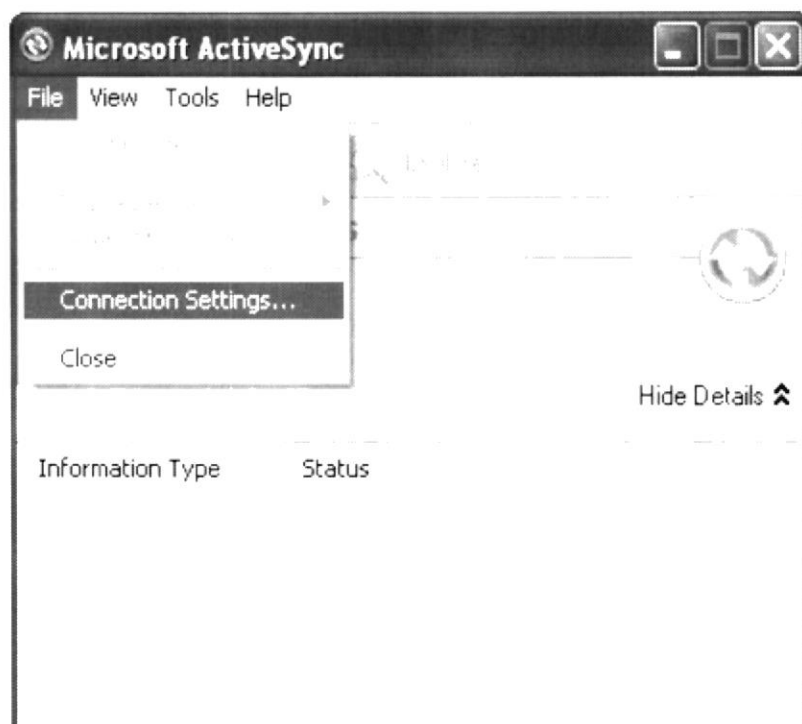 Microsoft ActiveSync
File View Tools Help
Connection Settings...
Close
Hide Details
Information Type Status